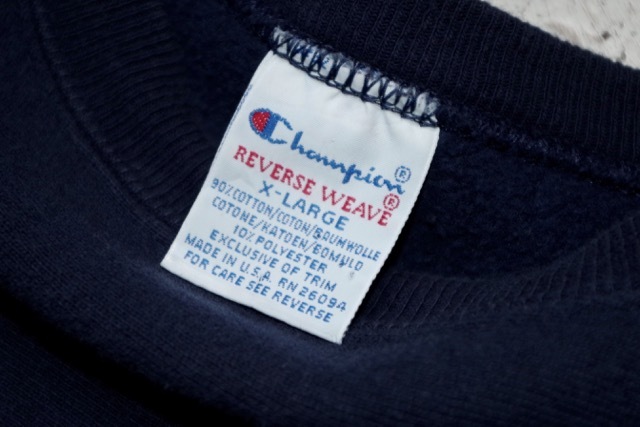 Champion®
REVERSE WEAVE®
X-LARGE
90% COTTON/COTON/BAUMWOLLE
COTONE/KATOEN/BOMULD
10% POLYESTER
EXCLUSIVE OF TRIM
MADE IN U.S.A. RN 26094
FOR CARE SEE REVERSE